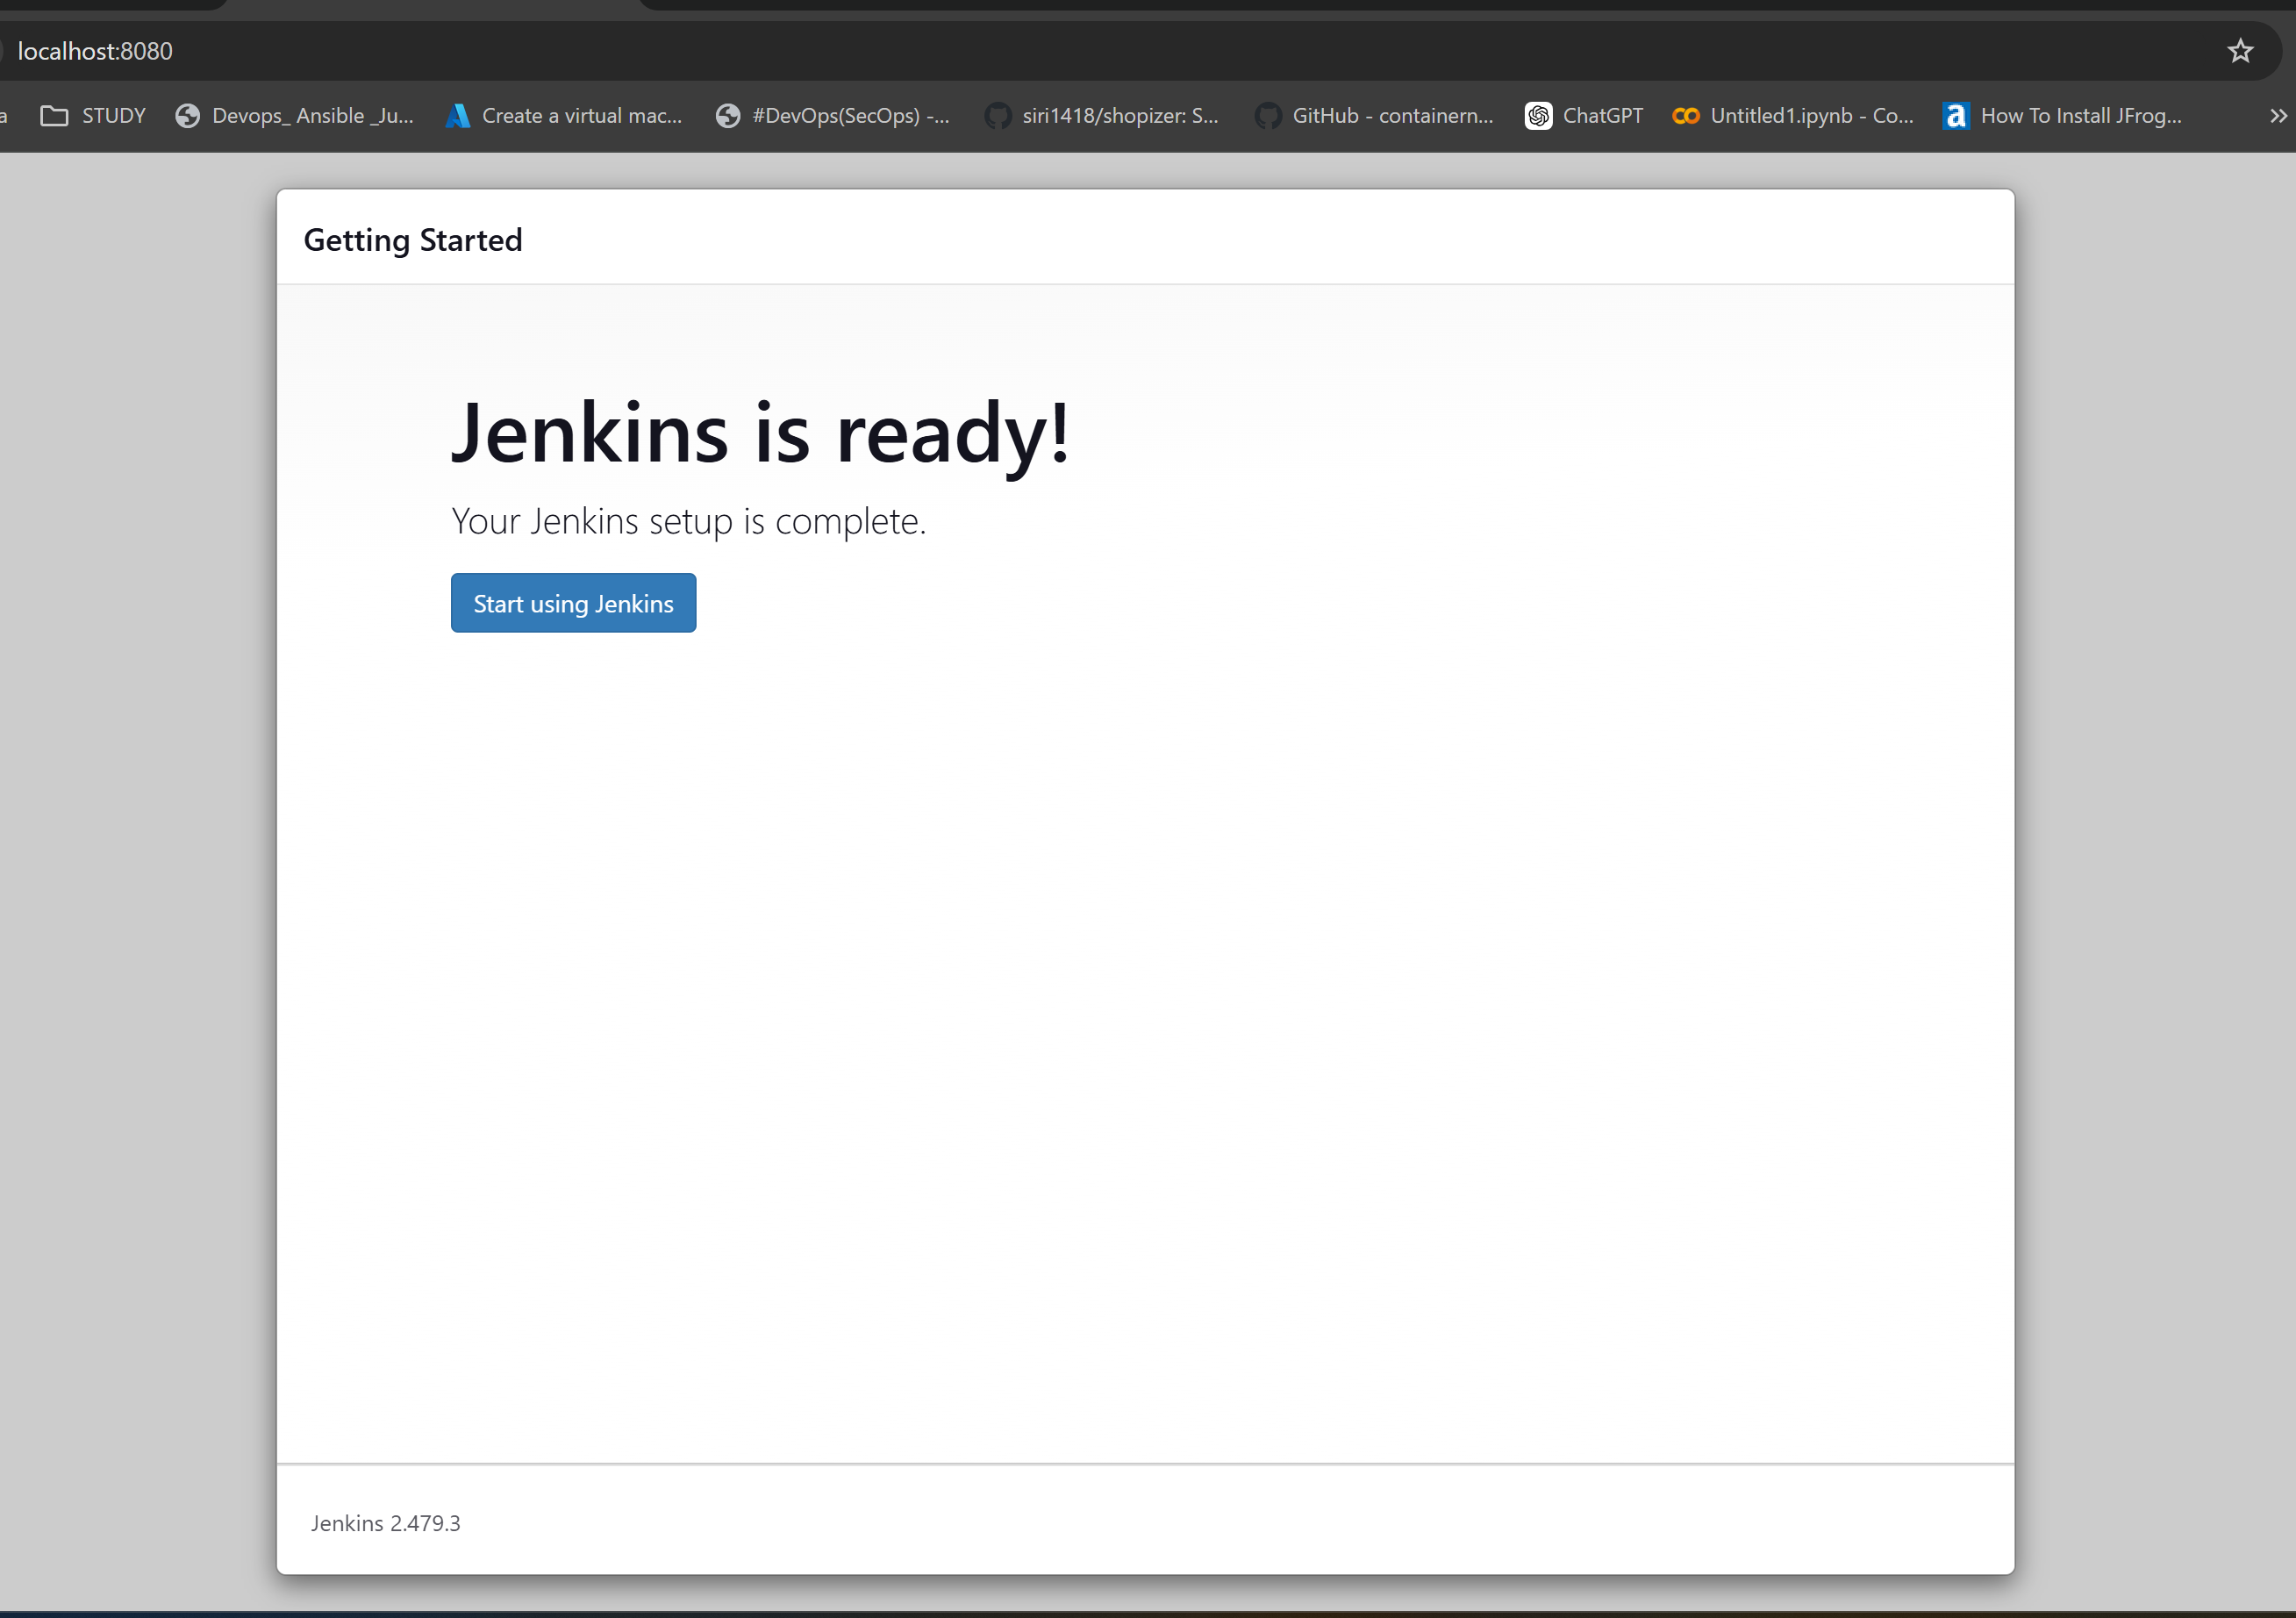 localhost:8080
a STUDY Devops_ Ansible _Ju... Create a virtual mac... #DevOps(SecOps) -... siri1418/shopizer: S... GitHub - containern... ChatGPT Untitled1.ipynb - Co... How To Install JFrog...
Getting Started
Jenkins is ready!
Your Jenkins setup is complete.
Start using Jenkins
Jenkins 2.479.3